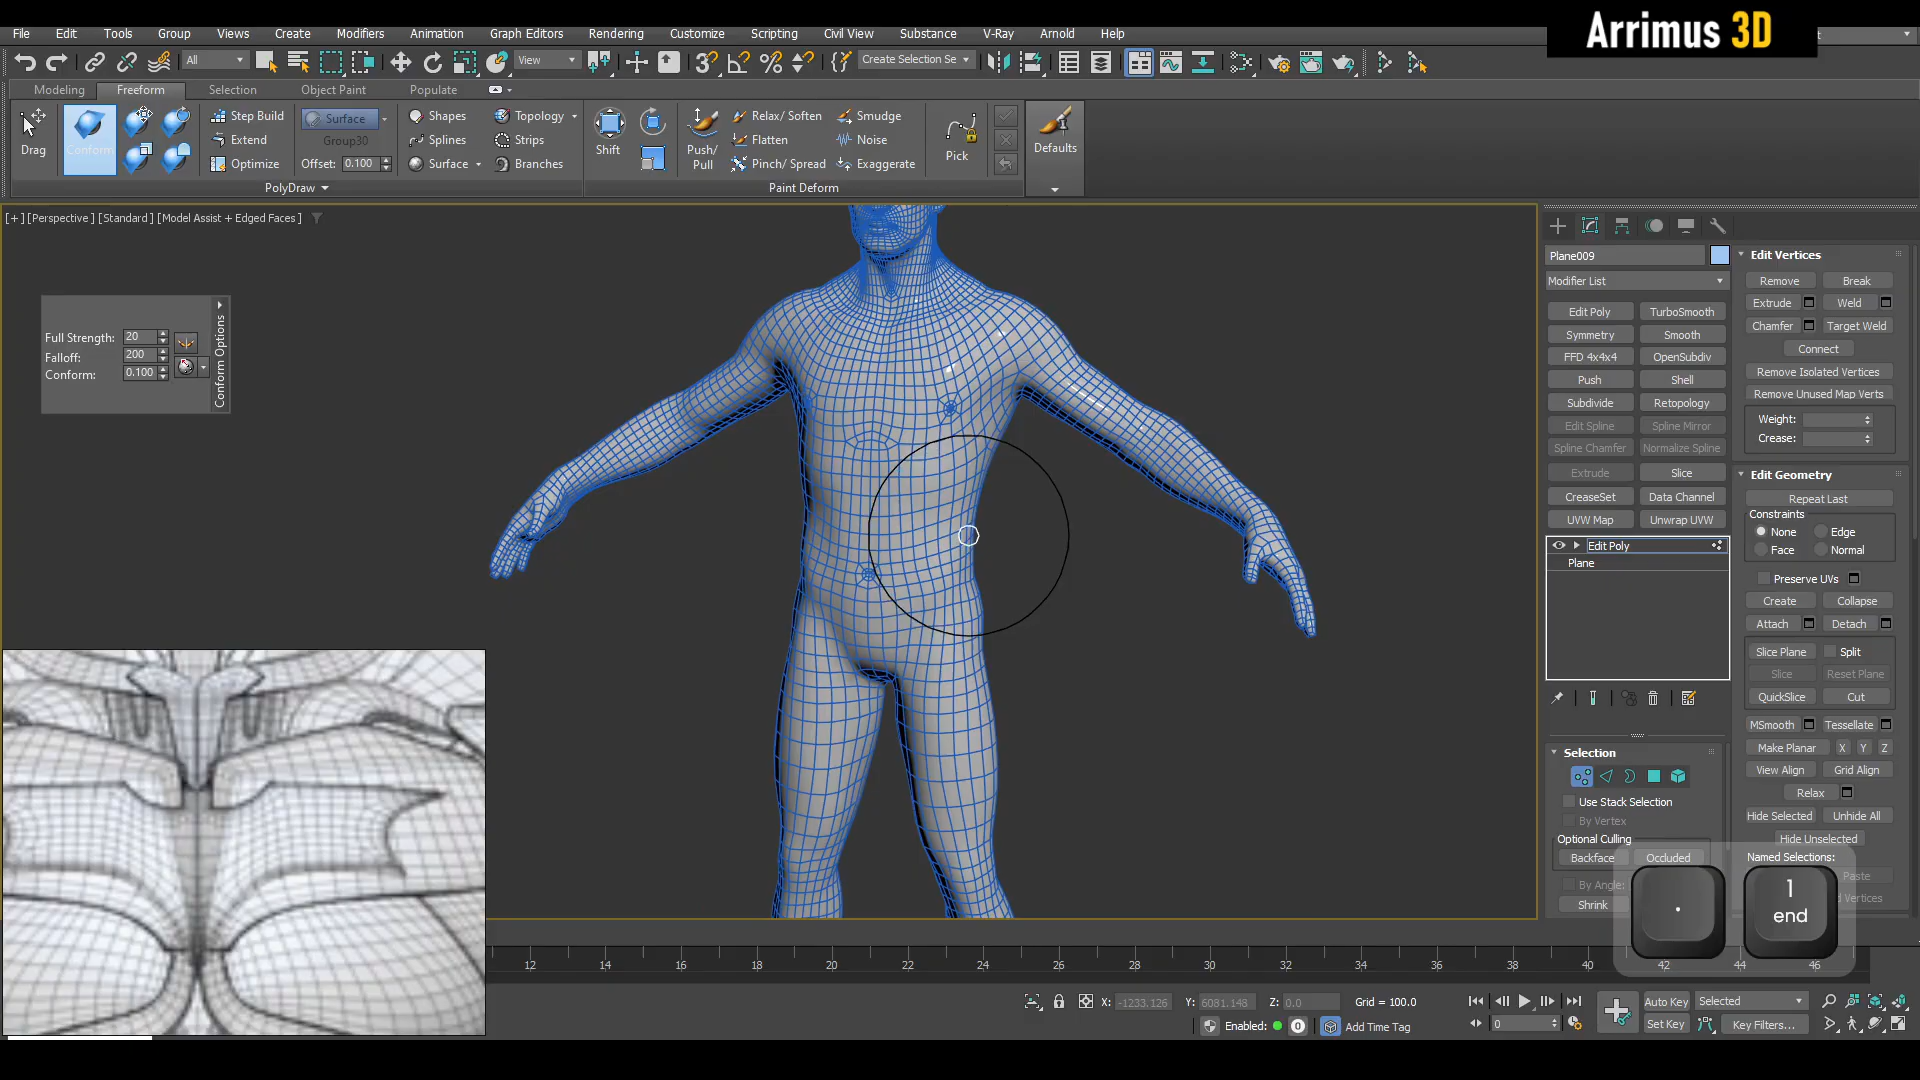 Arrimus 3D
File Edit Tools Group Views Create Modifiers Animation Graph Editors Rendering Customize Scripting Civil View Substance V-Ray Arnold Help
All View Create Selection Se
Modeling Freeform Selection Object Paint Populate
Drag Conform Step Build Surface Shapes Topology Shift Push/ Relax/ Soften Smudge Pick Defaults
Extend Group30 Splines Strips Pull Flatten Noise
Optimize Offset: 0.100 Surface Branches Pinch/ Spread Exaggerate
PolyDraw Paint Deform
[+] [Perspective] [Standard] [Model Assist + Edged Faces]
Full Strength: 20
Falloff: 200
Conform: 0.100
Conform Options
Plane009
Modifier List
Edit Poly TurboSmooth
Symmetry Smooth
FFD 4x4x4 OpenSubdiv
Push Shell
Subdivide Retopology
Edit Spline Spline Mirror
Spline Chamfer Normalize Spline
Extrude Slice
CreaseSet Data Channel
UVW Map Unwrap UVW
Edit Poly
Plane
Selection
Use Stack Selection
By Vertex
Optional Culling
Backface Occluded
By Angle:
Shrink
Edit Vertices
Remove Break
Extrude Weld
Chamfer Target Weld
Connect
Remove Isolated Vertices
Remove Unused Map Verts
Weight:
Crease:
Edit Geometry
Repeat Last
Constraints
None Edge
Face Normal
Preserve UVs
Create Collapse
Attach Detach
Slice Plane Split
Slice Reset Plane
QuickSlice Cut
MSmooth Tessellate
Make Planar X Y Z
View Align Grid Align
Relax
Hide Selected Unhide All
Hide Unselected
Named Selections:
Paste
. 1 end
12 14 16 18 20 22 24 26 28 30 32 34 36 38 40 42 44 46
X: -1233.126 Y: 6081.148 Z: 0.0 Grid = 100.0 Auto Key Selected
Enabled: 0 Add Time Tag 0 Set Key Key Filters...